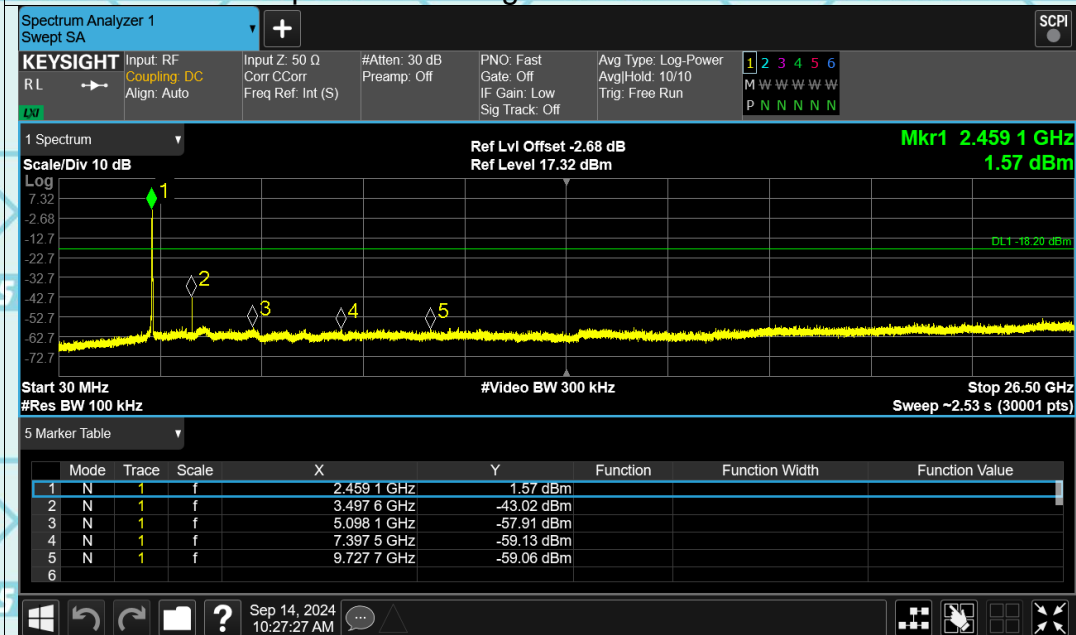 Spectrum Analyzer 1
Swept SA
+
SCPI
KEYSIGHT
RL
LXI
Input: RF
Coupling: DC
Align: Auto
Input Z: 50 Ω
Corr CCorr
Freq Ref: Int (S)
#Atten: 30 dB
Preamp: Off
PNO: Fast
Gate: Off
IF Gain: Low
Sig Track: Off
Avg Type: Log-Power
Avg|Hold: 10/10
Trig: Free Run
1 2 3 4 5 6
M W W W W W
P N N N N N
1 Spectrum
Scale/Div 10 dB
Ref Lvl Offset -2.68 dB
Ref Level 17.32 dBm
Mkr1 2.459 1 GHz
1.57 dBm
Log
7.32
-2.68
-12.7
-22.7
-32.7
-42.7
-52.7
-62.7
-72.7
1
2
3
4
5
DL1 -18.20 dBm
Start 30 MHz
#Video BW 300 kHz
Stop 26.50 GHz
#Res BW 100 kHz
Sweep ~2.53 s (30001 pts)
5 Marker Table
Mode Trace Scale X Y Function Function Width Function Value
1 N 1 f 2.459 1 GHz 1.57 dBm
2 N 1 f 3.497 6 GHz -43.02 dBm
3 N 1 f 5.098 1 GHz -57.91 dBm
4 N 1 f 7.397 5 GHz -59.13 dBm
5 N 1 f 9.727 7 GHz -59.06 dBm
6
?
Sep 14, 2024
10:27:27 AM